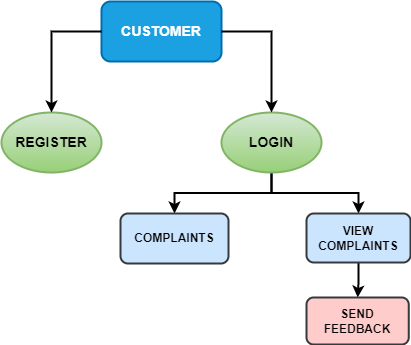 CUSTOMER
REGISTER
LOGIN
COMPLAINTS
VIEW
COMPLAINTS
SEND
FEEDBACK